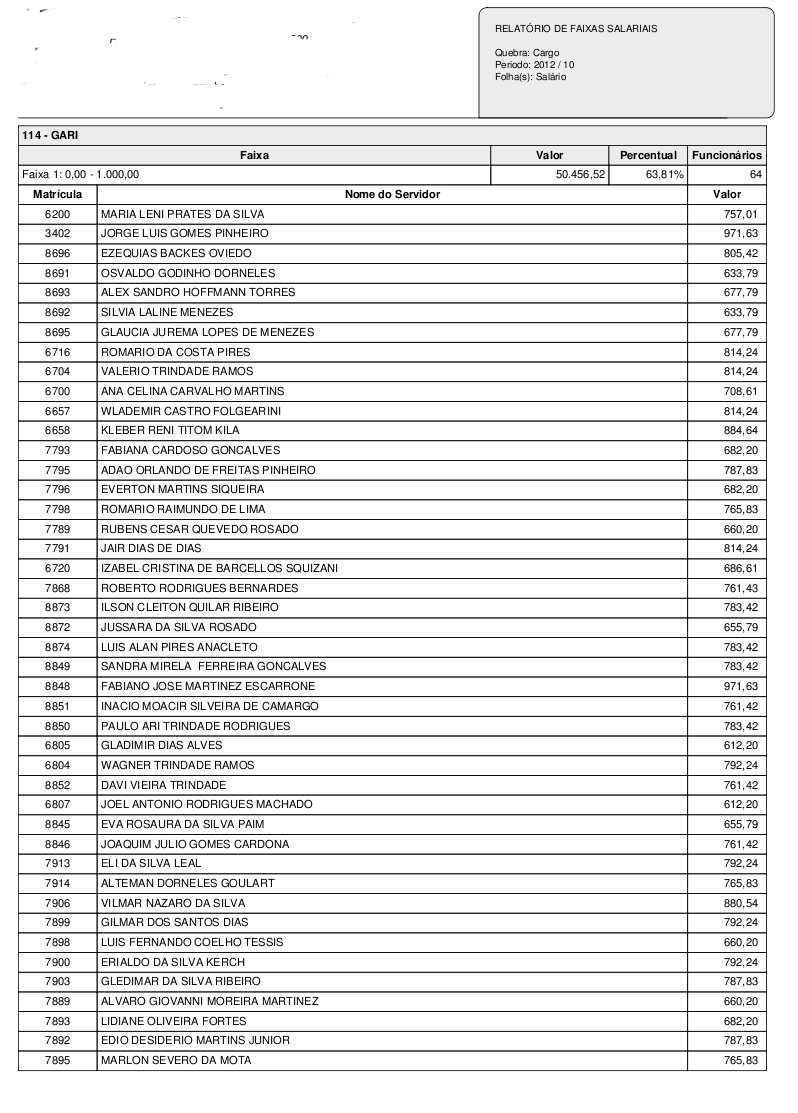 RELATÓRIO DE FAIXAS SALARIAIS
Quebra: Cargo
Periodo: 2012 / 10
Folha(s): Salário
114 - GARI
Faixa Valor Percentual Funcionários
Faixa 1: 0,00 - 1.000,00 50.456,52 63,81% 64
Matrícula Nome do Servidor Valor
6200 MARIA LENI PRATES DA SILVA 757,01
3402 JORGE LUIS GOMES PINHEIRO 971,63
8696 EZEQUIAS BACKES OVIEDO 805,42
8691 OSVALDO GODINHO DORNELES 633,79
8693 ALEX SANDRO HOFFMANN TORRES 677,79
8692 SILVIA LALINE MENEZES 633,79
8695 GLAUCIA JUREMA LOPES DE MENEZES 677,79
6716 ROMARIO DA COSTA PIRES 814,24
6704 VALERIO TRINDADE RAMOS 814,24
6700 ANA CELINA CARVALHO MARTINS 708,61
6657 WLADEMIR CASTRO FOLGEARINI 814,24
6658 KLEBER RENI TITOM KILA 884,64
7793 FABIANA CARDOSO GONCALVES 682,20
7795 ADAO ORLANDO DE FREITAS PINHEIRO 787,83
7796 EVERTON MARTINS SIQUEIRA 682,20
7798 ROMARIO RAIMUNDO DE LIMA 765,83
7789 RUBENS CESAR QUEVEDO ROSADO 660,20
7791 JAIR DIAS DE DIAS 814,24
6720 IZABEL CRISTINA DE BARCELLOS SQUIZANI 686,61
7868 ROBERTO RODRIGUES BERNARDES 761,43
8873 ILSON CLEITON QUILAR RIBEIRO 783,42
8872 JUSSARA DA SILVA ROSADO 655,79
8874 LUIS ALAN PIRES ANACLETO 783,42
8849 SANDRA MIRELA  FERREIRA GONCALVES 783,42
8848 FABIANO JOSE MARTINEZ ESCARRONE 971,63
8851 INACIO MOACIR SILVEIRA DE CAMARGO 761,42
8850 PAULO ARI TRINDADE RODRIGUES 783,42
6805 GLADIMIR DIAS ALVES 612,20
6804 WAGNER TRINDADE RAMOS 792,24
8852 DAVI VIEIRA TRINDADE 761,42
6807 JOEL ANTONIO RODRIGUES MACHADO 612,20
8845 EVA ROSAURA DA SILVA PAIM 655,79
8846 JOAQUIM JULIO GOMES CARDONA 761,42
7913 ELI DA SILVA LEAL 792,24
7914 ALTEMAN DORNELES GOULART 765,83
7906 VILMAR NAZARO DA SILVA 880,54
7899 GILMAR DOS SANTOS DIAS 792,24
7898 LUIS FERNANDO COELHO TESSIS 660,20
7900 ERIALDO DA SILVA KERCH 792,24
7903 GLEDIMAR DA SILVA RIBEIRO 787,83
7889 ALVARO GIOVANNI MOREIRA MARTINEZ 660,20
7893 LIDIANE OLIVEIRA FORTES 682,20
7892 EDIO DESIDERIO MARTINS JUNIOR 787,83
7895 MARLON SEVERO DA MOTA 765,83